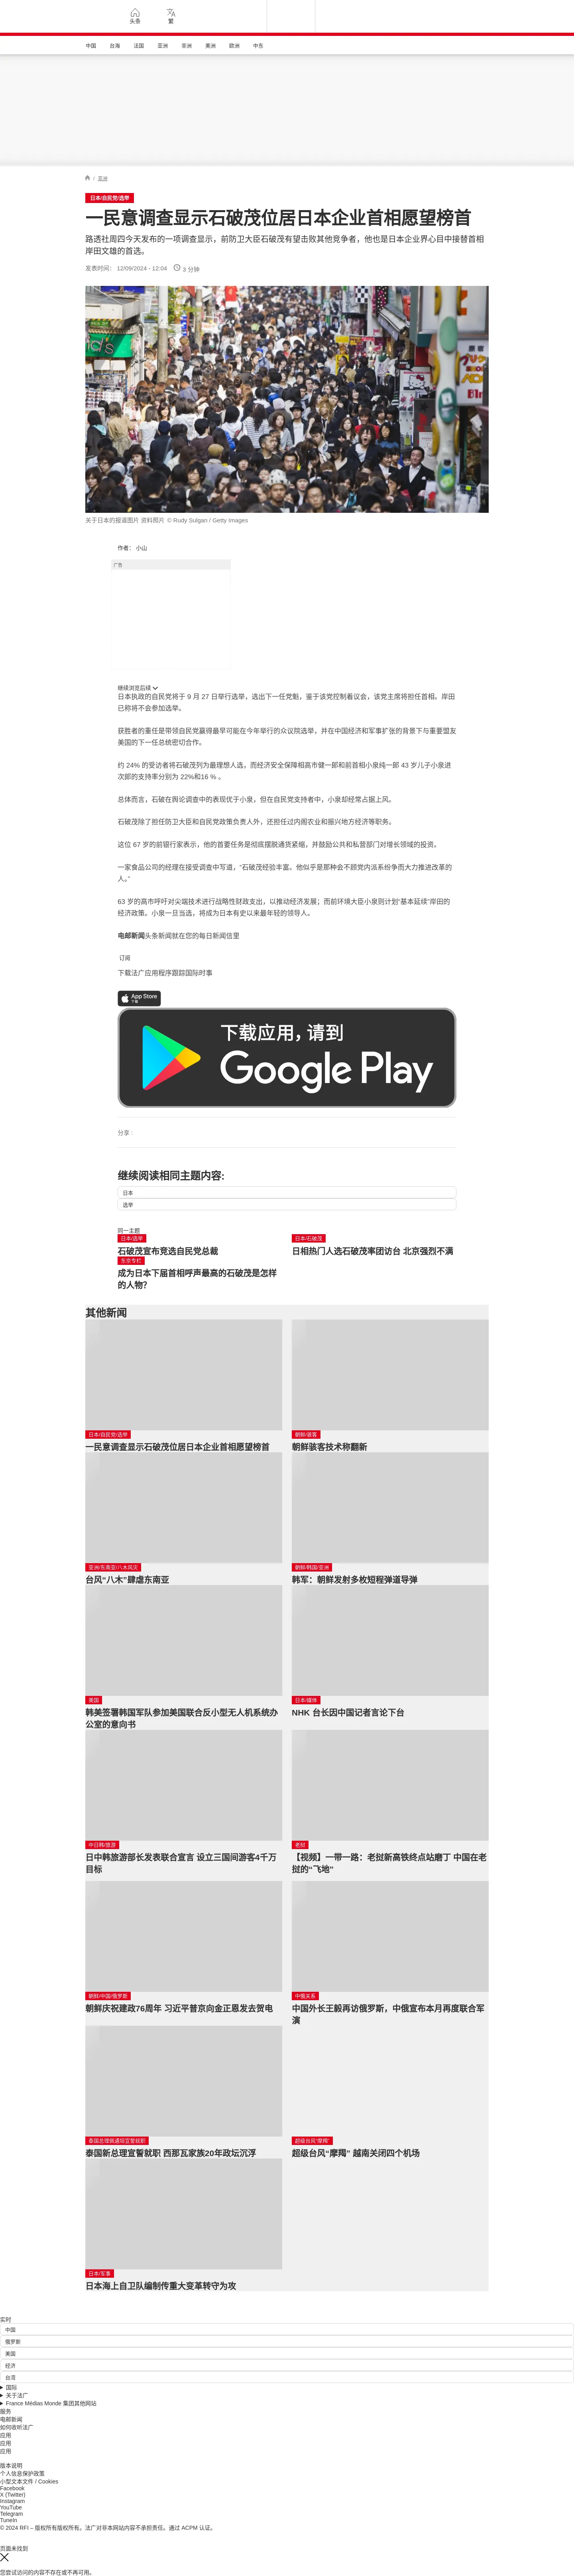 头条
繁
中国 台海 法国 亚洲 非洲 美洲 欧洲 中东
/ 亚洲
日本/自民党/选举
一民意调查显示石破茂位居日本企业首相愿望榜首
路透社周四今天发布的一项调查显示，前防卫大臣石破茂有望击败其他竞争者，他也是日本企业界心目中接替首相
岸田文雄的首选。
发表时间： 12/09/2024 - 12:04 3 分钟
关于日本的报道图片 资料照片 © Rudy Sulgan / Getty Images
作者： 小山
广告
继续浏览后续
日本执政的自民党将于 9 月 27 日举行选举，选出下一任党魁，鉴于该党控制着议会，该党主席将担任首相。岸田
已称将不会参加选举。
获胜者的重任是带领自民党赢得最早可能在今年举行的众议院选举，并在中国经济和军事扩张的背景下与重要盟友
美国的下一任总统密切合作。
约 24% 的受访者将石破茂列为最理想人选，而经济安全保障相高市健一郎和前首相小泉纯一郎 43 岁儿子小泉进
次郎的支持率分别为 22%和16 % 。
总体而言，石破在舆论调查中的表现优于小泉，但在自民党支持者中，小泉却经常占据上风。
石破茂除了担任防卫大臣和自民党政策负责人外，还担任过内阁农业和振兴地方经济等职务。
这位 67 岁的前银行家表示，他的首要任务是彻底摆脱通货紧缩，并鼓励公共和私营部门对增长领域的投资。
一家食品公司的经理在接受调查中写道，“石破茂经验丰富。他似乎是那种会不顾党内派系纷争而大力推进改革的
人。”
63 岁的高市呼吁对尖端技术进行战略性财政支出，以推动经济发展；而前环境大臣小泉则计划“基本延续”岸田的
经济政策。小泉一旦当选，将成为日本有史以来最年轻的领导人。
电邮新闻头条新闻就在您的每日新闻信里
订阅
下载法广应用程序跟踪国际时事
App Store
下载
下载应用，请到
Google Play
分享 :
继续阅读相同主题内容:
日本
选举
同一主题
日本/选举
石破茂宣布竞选自民党总裁
日本/石破茂
日相热门人选石破茂率团访台 北京强烈不满
东京专栏
成为日本下届首相呼声最高的石破茂是怎样
的人物?
其他新闻
日本/自民党/选举
一民意调查显示石破茂位居日本企业首相愿望榜首
朝鲜/骇客
朝鲜骇客技术称翻新
亚洲/东南亚/八木风灾
台风“八木”肆虐东南亚
朝鲜/韩国/亚洲
韩军：朝鲜发射多枚短程弹道导弹
美国
韩美签署韩国军队参加美国联合反小型无人机系统办
公室的意向书
日本/媒体
NHK 台长因中国记者言论下台
中日韩/旅游
日中韩旅游部长发表联合宣言 设立三国间游客4千万
目标
老挝
【视频】一带一路：老挝新高铁终点站磨丁 中国在老
挝的“飞地”
朝鲜/中国/俄罗斯
朝鲜庆祝建政76周年 习近平普京向金正恩发去贺电
中俄关系
中国外长王毅再访俄罗斯，中俄宣布本月再度联合军
演
泰国总理佩通坦宣誓就职
泰国新总理宣誓就职 西那瓦家族20年政坛沉浮
超级台风“摩羯”
超级台风“摩羯” 越南关闭四个机场
日本/军事
日本海上自卫队编制传重大变革转守为攻
实时
中国
俄罗斯
美国
经济
台湾
国际
关于法广
France Médias Monde 集团其他网站
服务
电邮新闻
如何收听法广
应用
应用
应用
版本说明
个人信息保护政策
小型文本文件 / Cookies
Facebook
X (Twitter)
Instagram
YouTube
Telegram
TuneIn
© 2024 RFI – 版权所有版权所有。法广对非本网站内容不承担责任。通过 ACPM 认证。
页面未找到
您尝试访问的内容不存在或不再可用。